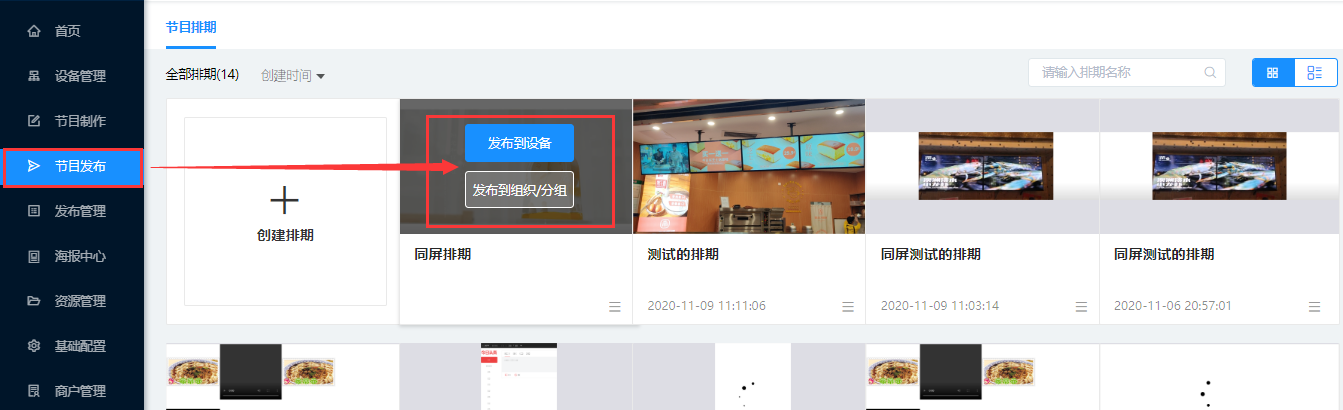 首页
设备管理
节目制作
节目发布
发布管理
海报中心
资源管理
基础配置
商户管理
节目排期
全部排期(14)
创建时间
请输入排期名称
创建排期
发布到设备
发布到组织/分组
同屏排期
测试的排期
2020-11-09 11:11:06
同屏测试的排期
2020-11-09 11:03:14
同屏测试的排期
2020-11-06 20:57:01